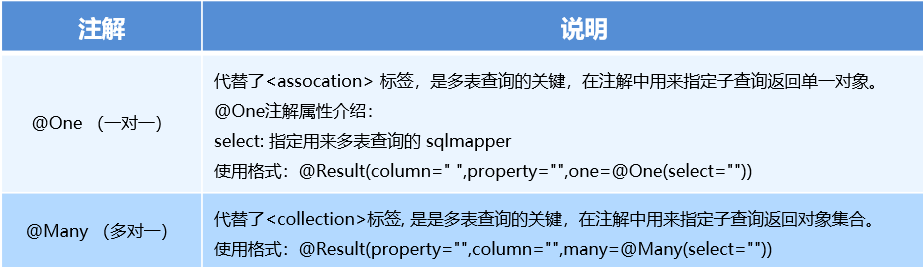 注解 说明
@One （一对一）
代替了<assocation> 标签，是多表查询的关键，在注解中用来指定子查询返回单一对象。
@One注解属性介绍：
select: 指定用来多表查询的 sqlmapper
使用格式：@Result(column=" ",property="",one=@One(select=""))
@Many （多对一）
代替了<collection>标签, 是是多表查询的关键，在注解中用来指定子查询返回对象集合。
使用格式：@Result(property="",column="",many=@Many(select=""))